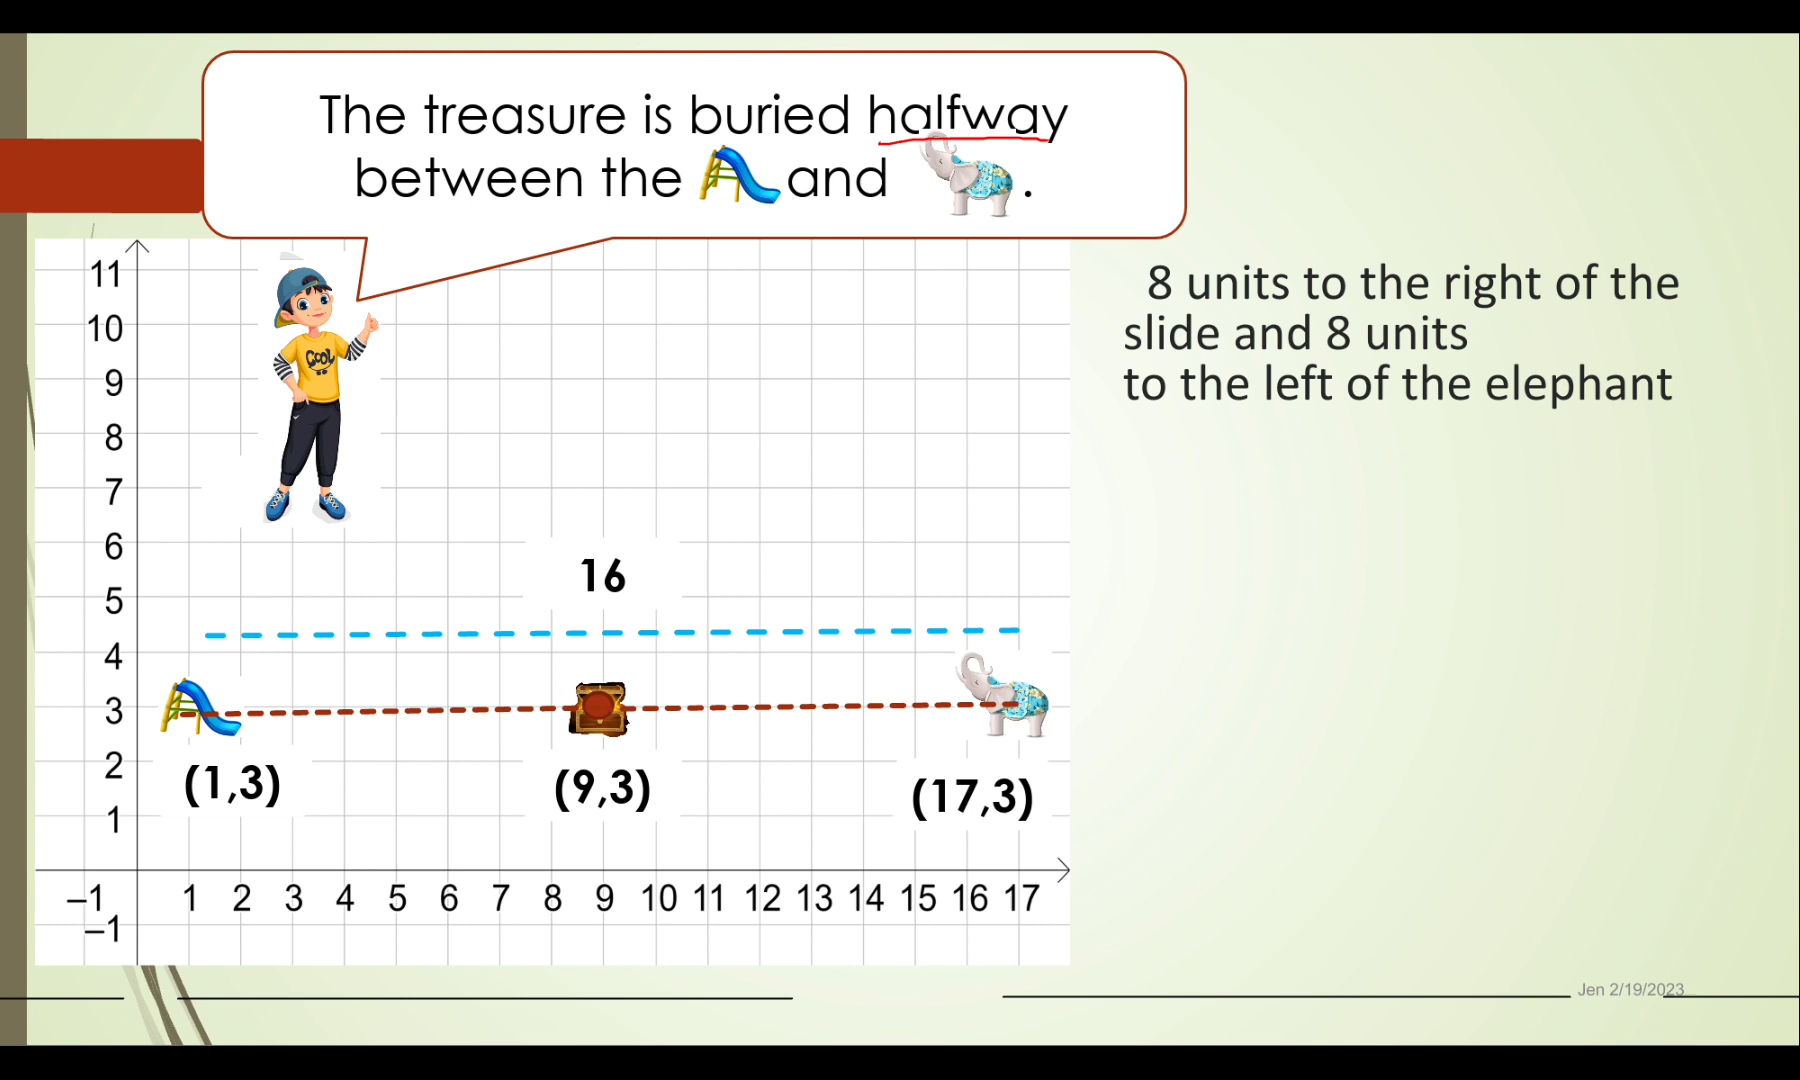 The treasure is buried halfway
between the and .
8 units to the right of the
slide and 8 units
to the left of the elephant
COOL
11
10
9
8
7
6
5
4
3
2
1
16
(1,3)
(9,3)
(17,3)
–1 1 2 3 4 5 6 7 8 9 10 11 12 13 14 15 16 17
–1
Jen 2/19/2023